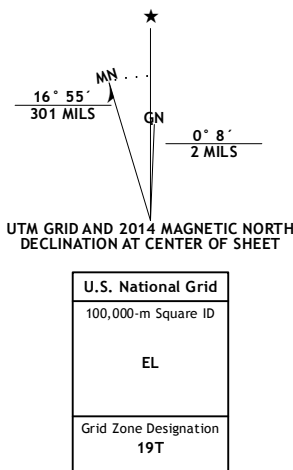 ★
MN
GN
16° 55´
301 MILS
0° 8´
2 MILS
UTM GRID AND 2014 MAGNETIC NORTH
DECLINATION AT CENTER OF SHEET
U.S. National Grid
100,000-m Square ID
EL
Grid Zone Designation
19T